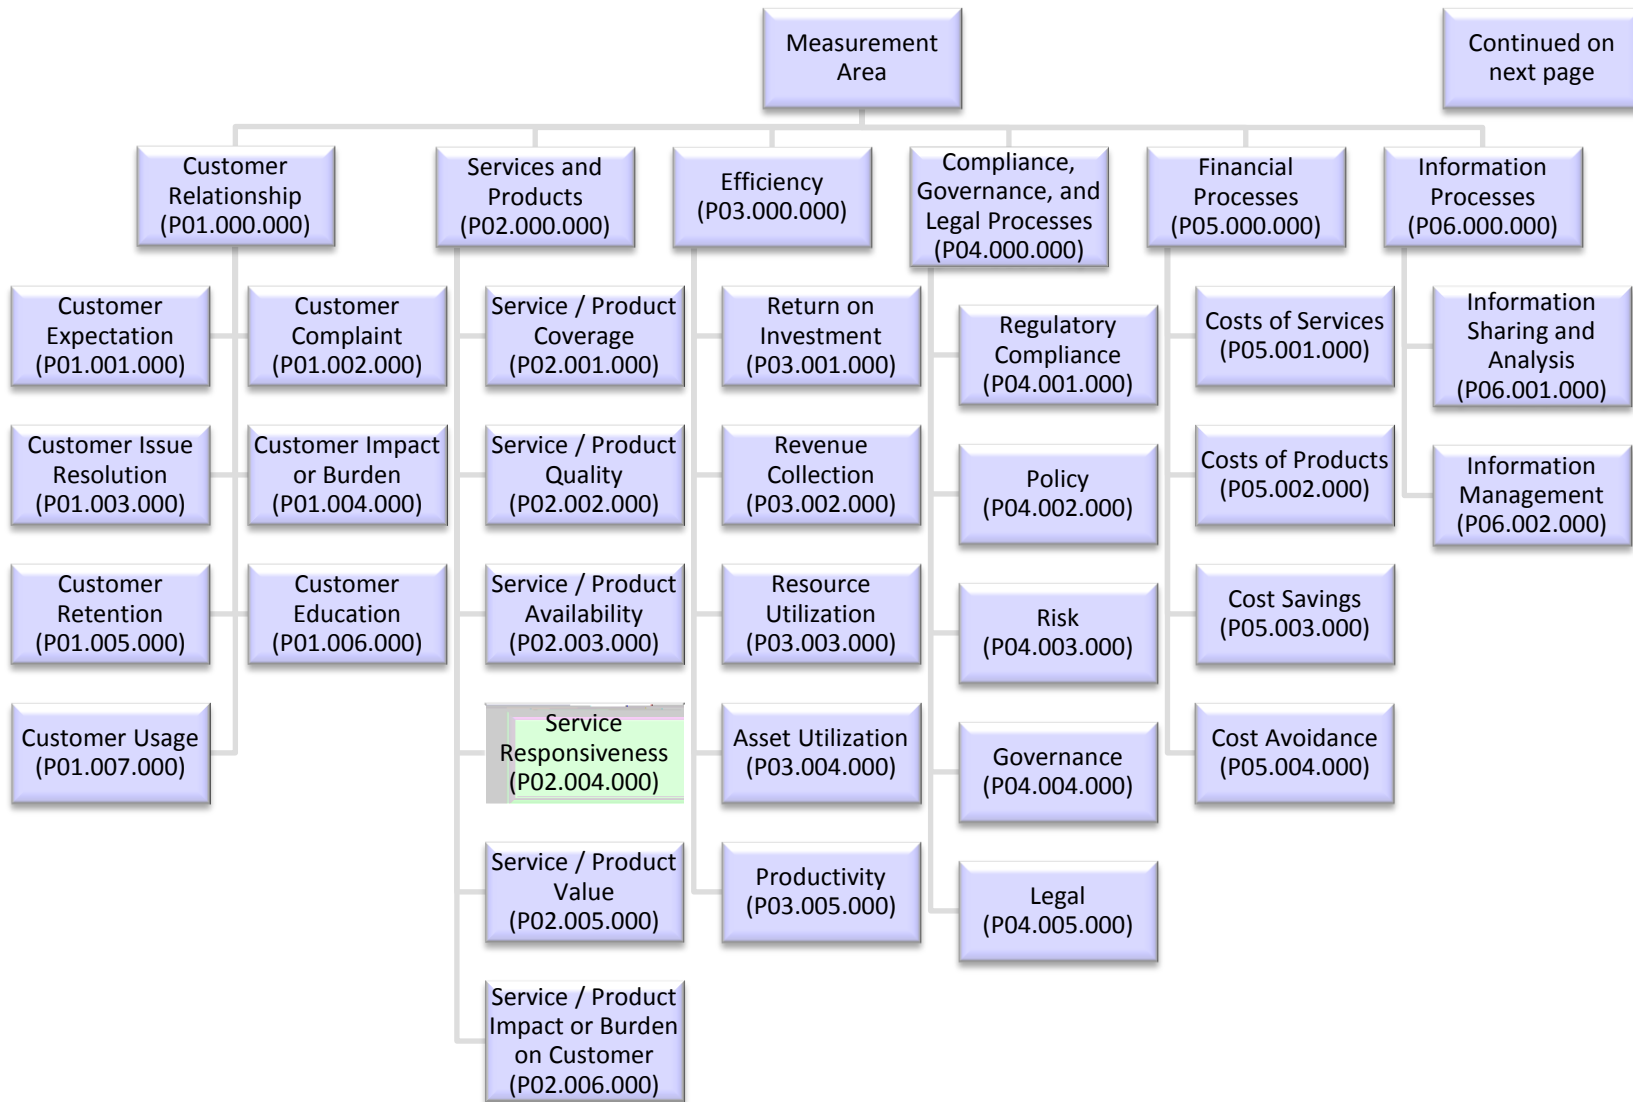 Measurement
Area
Continued on
next page
Customer
Relationship
(P01.000.000)
Services and
Products
(P02.000.000)
Efficiency
(P03.000.000)
Compliance,
Governance, and
Legal Processes
(P04.000.000)
Financial
Processes
(P05.000.000)
Information
Processes
(P06.000.000)
Customer
Expectation
(P01.001.000)
Customer
Complaint
(P01.002.000)
Customer Issue
Resolution
(P01.003.000)
Customer Impact
or Burden
(P01.004.000)
Customer
Retention
(P01.005.000)
Customer
Education
(P01.006.000)
Customer Usage
(P01.007.000)
Service / Product
Coverage
(P02.001.000)
Service / Product
Quality
(P02.002.000)
Service / Product
Availability
(P02.003.000)
Service
Responsiveness
(P02.004.000)
Service / Product
Value
(P02.005.000)
Service / Product
Impact or Burden
on Customer
(P02.006.000)
Return on
Investment
(P03.001.000)
Revenue
Collection
(P03.002.000)
Resource
Utilization
(P03.003.000)
Asset Utilization
(P03.004.000)
Productivity
(P03.005.000)
Regulatory
Compliance
(P04.001.000)
Policy
(P04.002.000)
Risk
(P04.003.000)
Governance
(P04.004.000)
Legal
(P04.005.000)
Costs of Services
(P05.001.000)
Costs of Products
(P05.002.000)
Cost Savings
(P05.003.000)
Cost Avoidance
(P05.004.000)
Information
Sharing and
Analysis
(P06.001.000)
Information
Management
(P06.002.000)